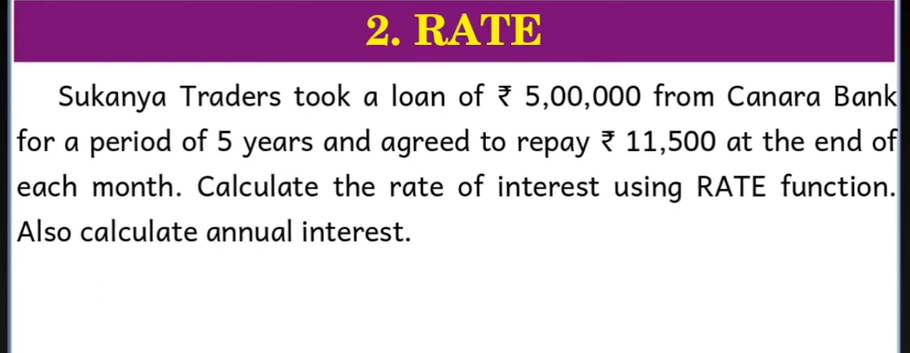 2. RATE
Sukanya Traders took a loan of ₹ 5,00,000 from Canara Bank
for a period of 5 years and agreed to repay ₹ 11,500 at the end of
each month. Calculate the rate of interest using RATE function.
Also calculate annual interest.